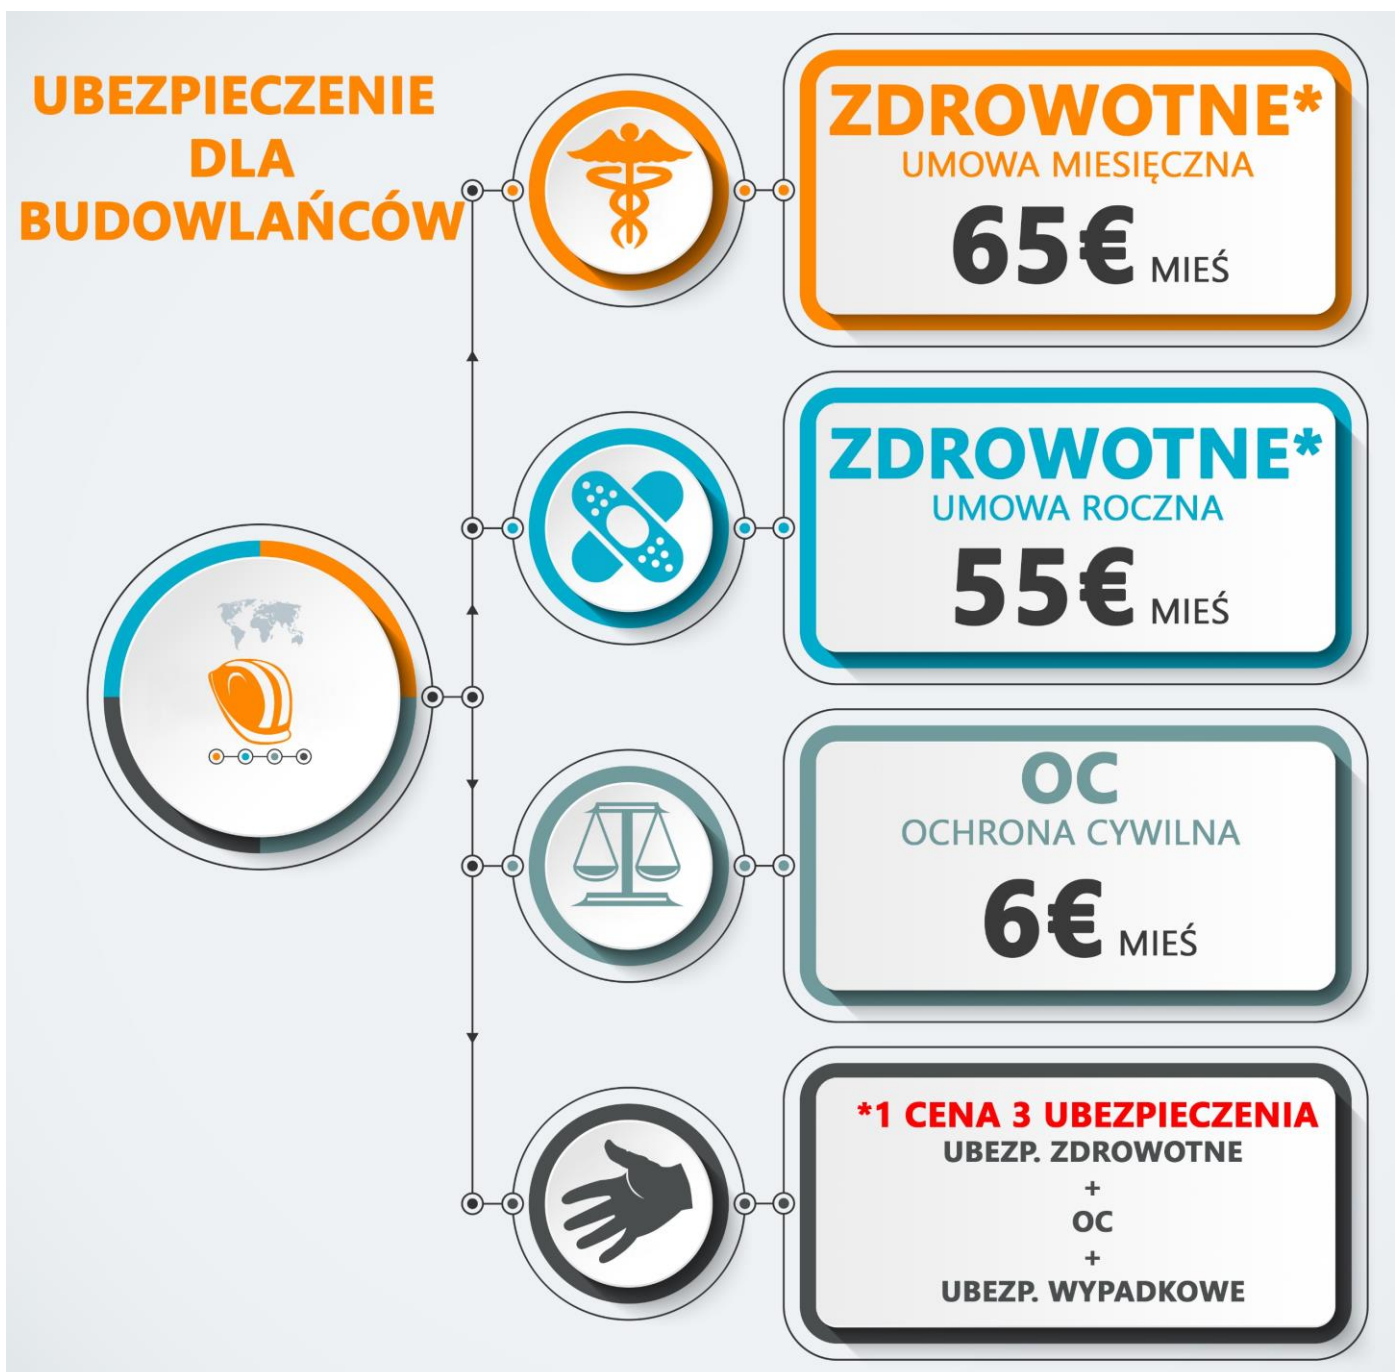 UBEZPIECZENIE
DLA
BUDOWLAŃCÓW
ZDROWOTNE*
UMOWA MIESIĘCZNA
65€ MIEŚ
ZDROWOTNE*
UMOWA ROCZNA
55€ MIEŚ
OC
OCHRONA CYWILNA
6€ MIEŚ
*1 CENA 3 UBEZPIECZENIA
UBEZP. ZDROWOTNE
+
OC
+
UBEZP. WYPADKOWE